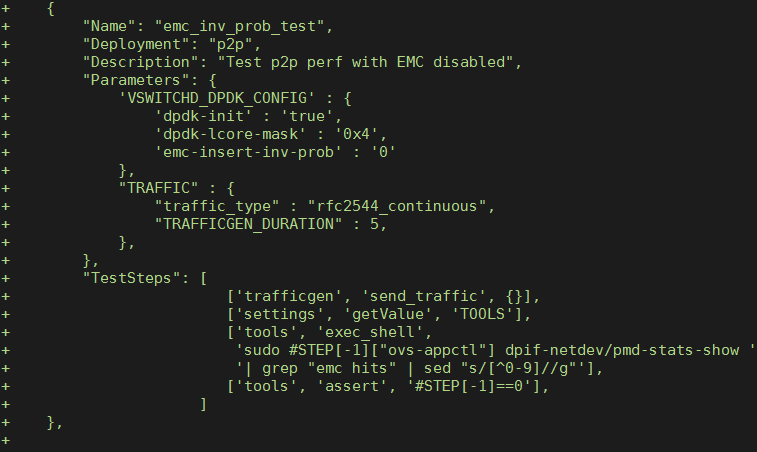 +    {
+        "Name": "emc_inv_prob_test",
+        "Deployment": "p2p",
+        "Description": "Test p2p perf with EMC disabled",
+        "Parameters": {
+            'VSWITCHD_DPDK_CONFIG' : {
+                'dpdk-init' : 'true',
+                'dpdk-lcore-mask' : '0x4',
+                'emc-insert-inv-prob' : '0'
+            },
+            "TRAFFIC" : {
+                "traffic_type" : "rfc2544_continuous",
+                "TRAFFICGEN_DURATION" : 5,
+            },
+        },
+        "TestSteps": [
+                        ['trafficgen', 'send_traffic', {}],
+                        ['settings', 'getValue', 'TOOLS'],
+                        ['tools', 'exec_shell',
+                         'sudo #STEP[-1]["ovs-appctl"] dpif-netdev/pmd-stats-show '
+                         '| grep "emc hits" | sed "s/[^0-9]//g"'],
+                        ['tools', 'assert', '#STEP[-1]==0'],
+                     ]
+    },
+